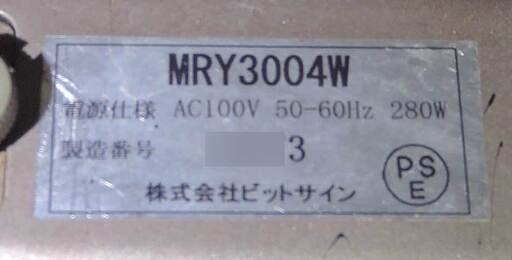 MRY3004W
電源仕様 AC100V 50-60Hz 280W
製造番号 3
株式会社ビットサイン
PS
E